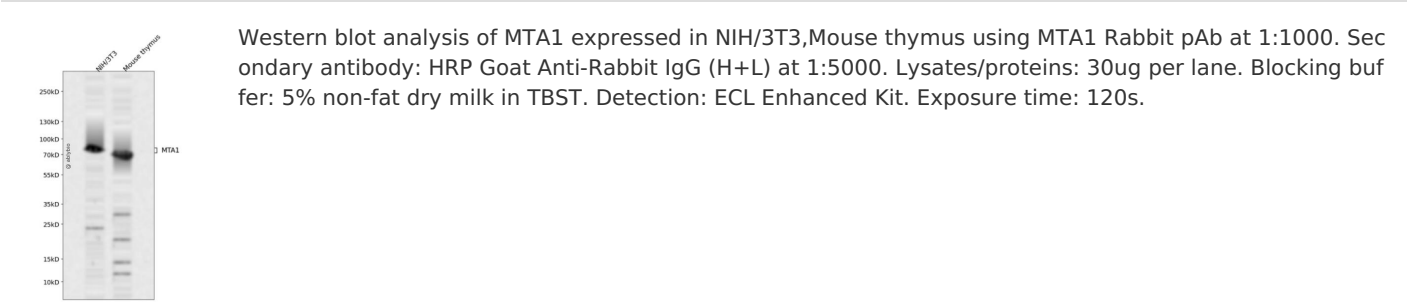 Western blot analysis of MTA1 expressed in NIH/3T3,Mouse thymus using MTA1 Rabbit pAb at 1:1000. Sec
ondary antibody: HRP Goat Anti-Rabbit IgG (H+L) at 1:5000. Lysates/proteins: 30ug per lane. Blocking buf
fer: 5% non-fat dry milk in TBST. Detection: ECL Enhanced Kit. Exposure time: 120s.
NIH/3T3
Mouse thymus
250kD
130kD
100kD
70kD
55kD
35kD
25kD
15kD
10kD
MTA1